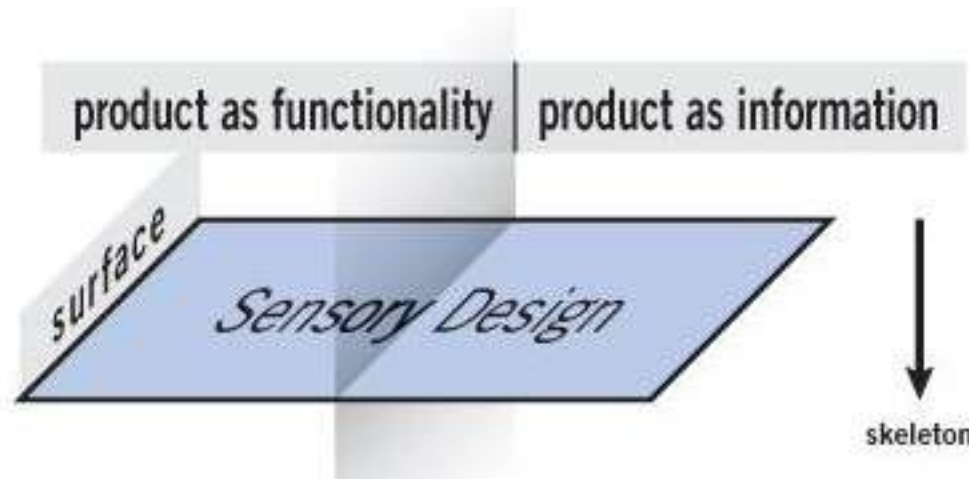 product as functionality product as information
surface
Sensory Design
skeleton